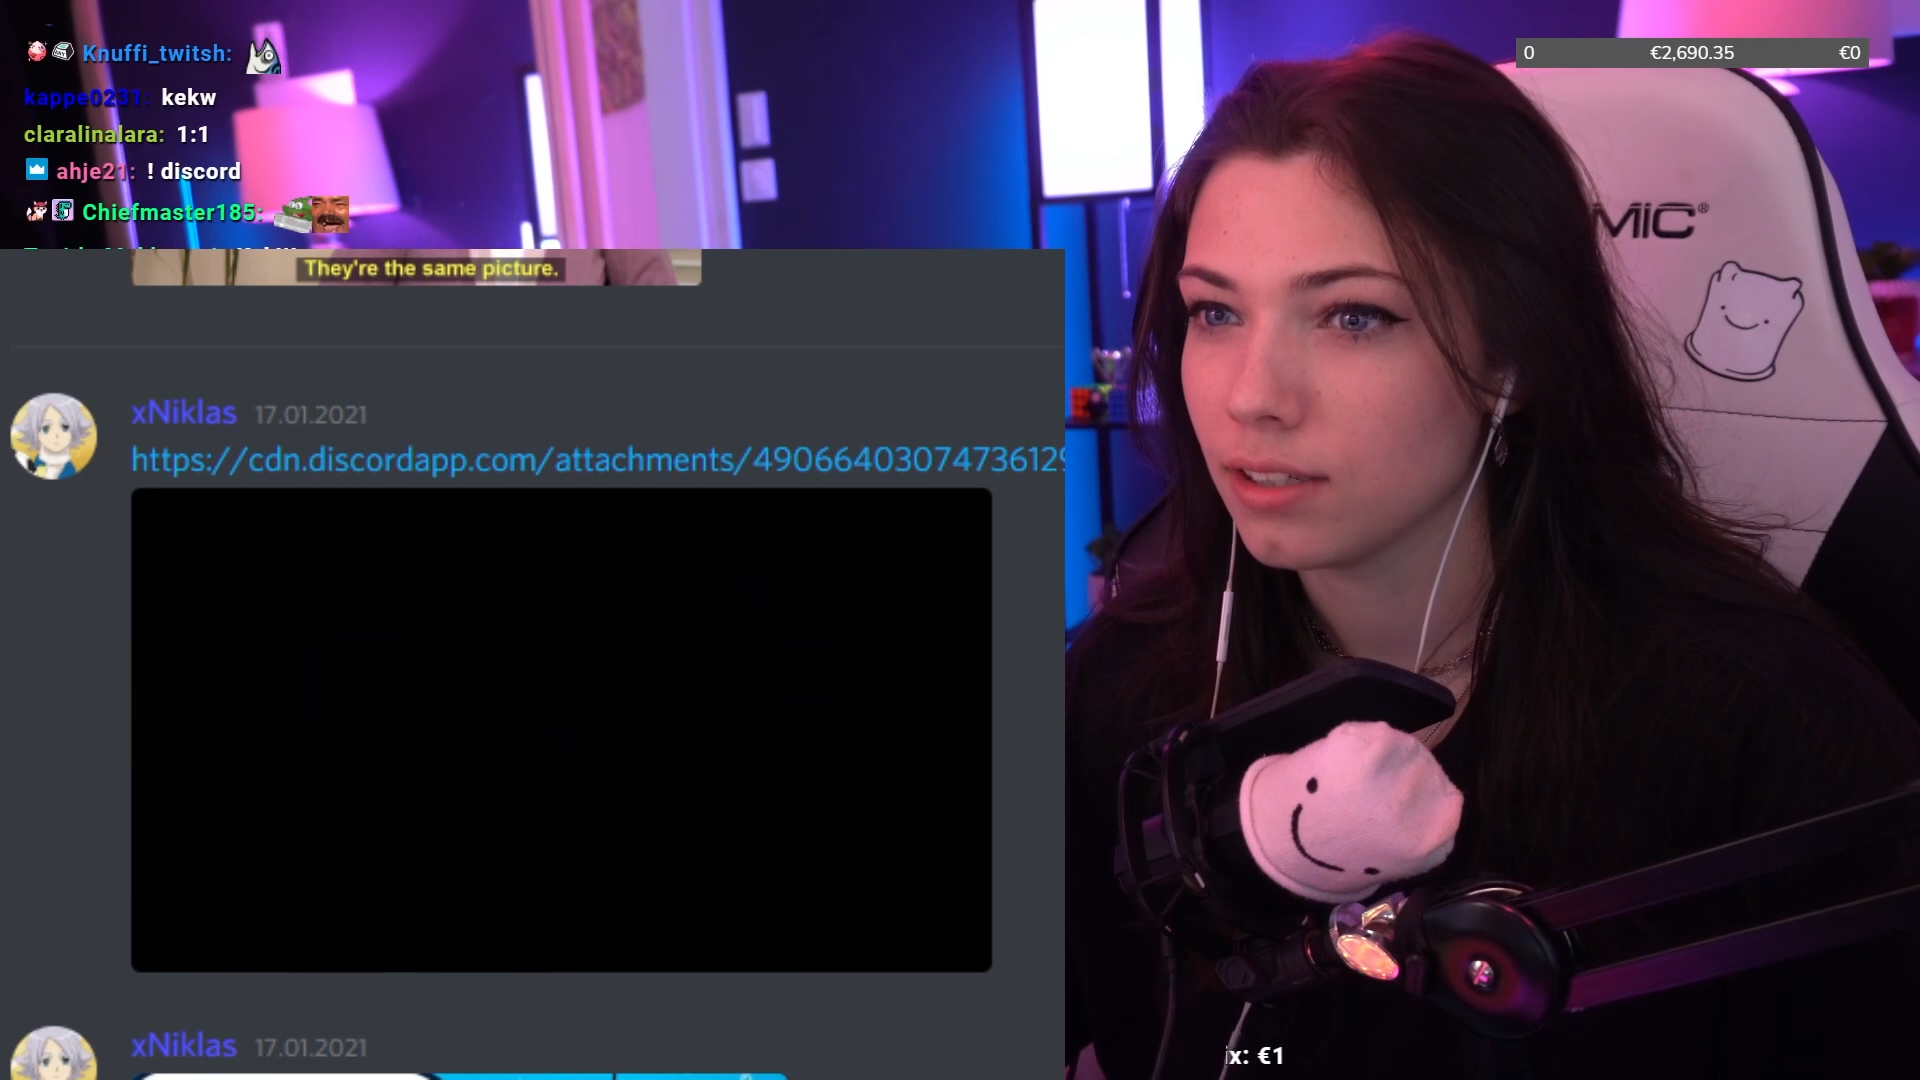 Knuffi_twitsh:
kappe0231: kekw
claralinalara: 1:1
ahje21: ! discord
Chiefmaster185:
0 €2,690.35 €0
MIC®
They're the same picture.
xNiklas 17.01.2021
https://cdn.discordapp.com/attachments/49066403074736129
xNiklas 17.01.2021
x: €1